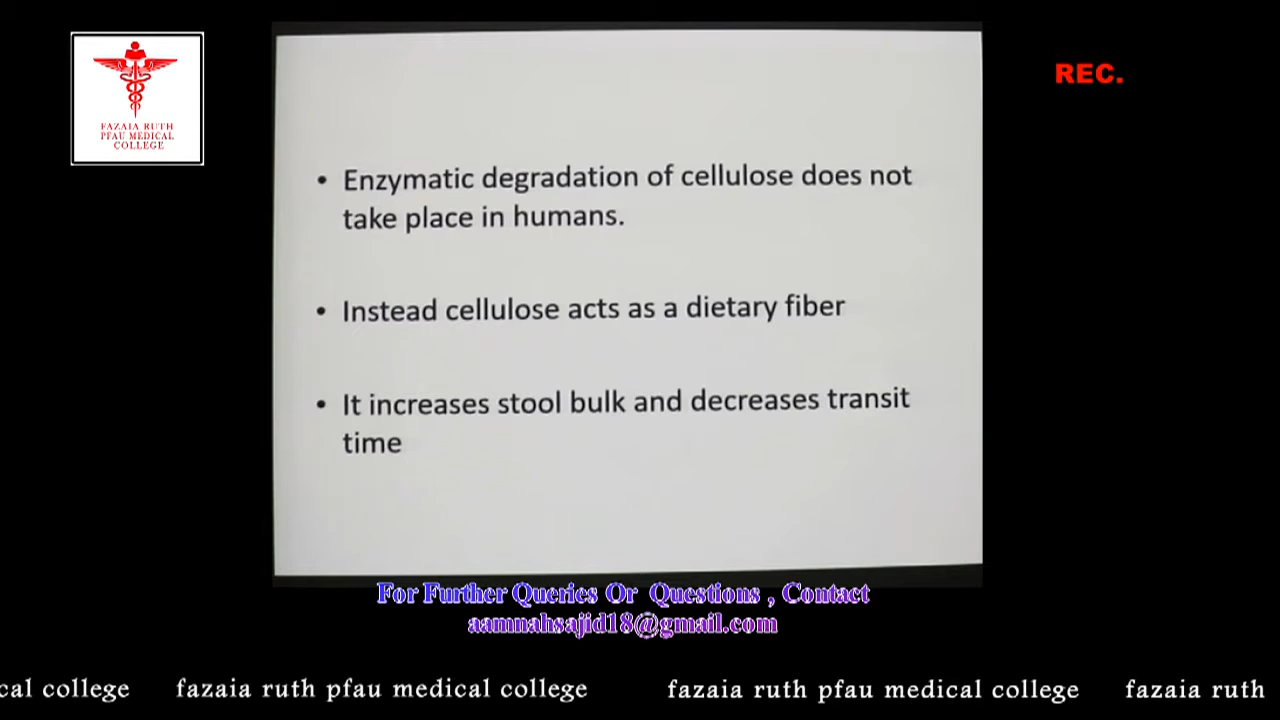 FAZAIA RUTH
PFAU MEDICAL
COLLEGE
REC.
• Enzymatic degradation of cellulose does not
take place in humans.
• Instead cellulose acts as a dietary fiber
• It increases stool bulk and decreases transit
time
For Further Queries Or Questions , Contact
aamnahsajid18@gmail.com
cal college fazaia ruth pfau medical college fazaia ruth pfau medical college fazaia ruth